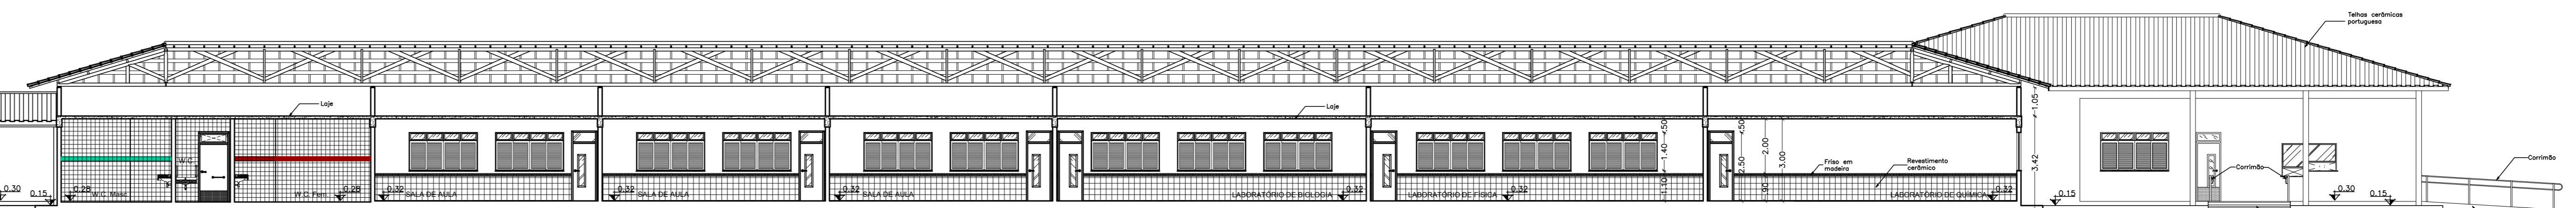 Telhas cerâmicas
portuguesa
Laje
Laje
1.05
3.42
.50
1.40
1.10
.50
2.50
2.00
.90
3.00
Friso em
madeira
Revestimento
cerâmico
Corrimão
Corrimão
0.30
0.15
0.28
W.C. Masc.
W.C.
W.C. Fem.
0.28
0.32
SALA DE AULA
0.32
SALA DE AULA
0.32
SALA DE AULA
LABORATÓRIO DE BIOLOGIA
0.32
LABORATÓRIO DE FÍSICA
0.32
LABORATÓRIO DE QUÍMICA
0.32
0.15
0.30
0.15